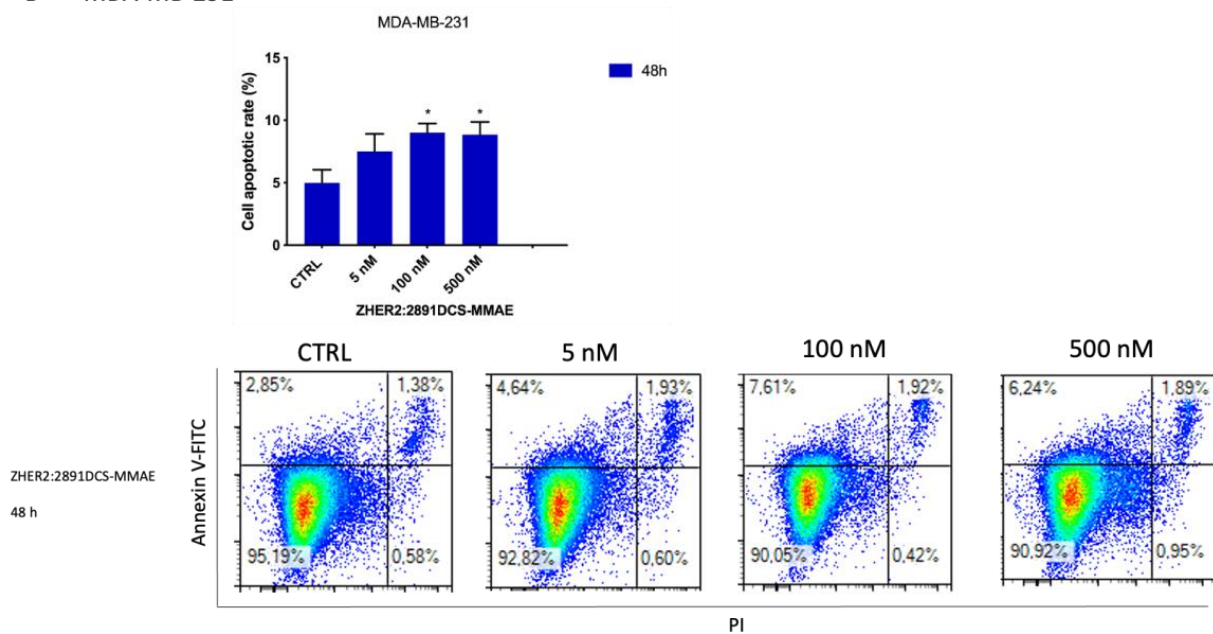 MDA-MB-231
15
10
5
0
Cell apoptotic rate (%)
* *
48h
CTRL 5 nM 100 nM 500 nM
ZHER2:2891DCS-MMAE
CTRL 5 nM 100 nM 500 nM
2,85% 1,38% 4,64% 1,93% 7,61% 1,92% 6,24% 1,89%
Annexin V-FITC
ZHER2:2891DCS-MMAE
48 h
95,19% 0,58% 92,82% 0,60% 90,05% 0,42% 90,92% 0,95%
PI